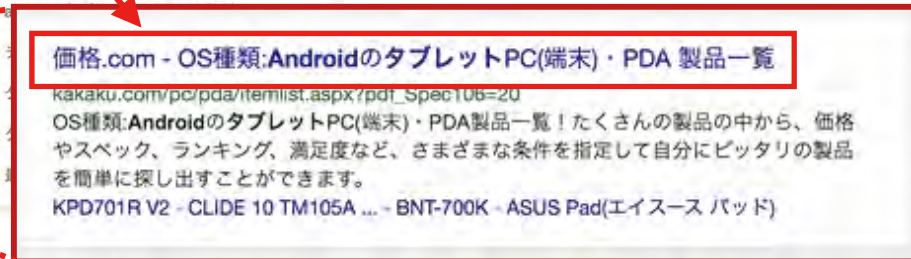 価格.com - OS種類:AndroidのタブレットPC(端末)・PDA 製品一覧
kakaku.com/pc/pda/itemlist.aspx?pdf_Spec106=20
OS種類:AndroidのタブレットPC(端末)・PDA製品一覧！たくさんの製品の中から、価格
やスペック、ランキング、満足度など、さまざまな条件を指定して自分にピッタリの製品
を簡単に探し出すことができます。
KPD701R V2 - CLIDE 10 TM105A ... - BNT-700K - ASUS Pad(エイスース パッド)